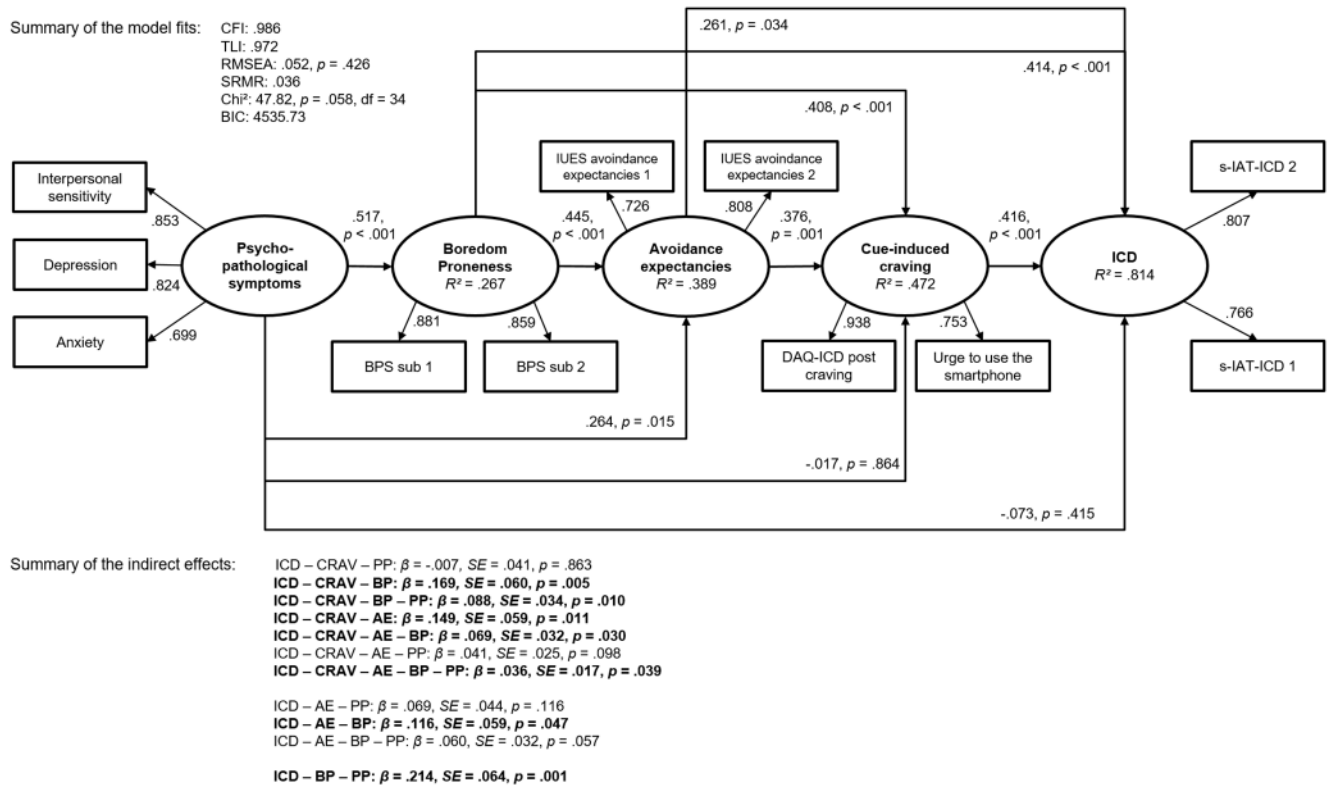 Summary of the model fits:
CFI: .986
TLI: .972
RMSEA: .052, p = .426
SRMR: .036
Chi²: 47.82, p = .058, df = 34
BIC: 4535.73
.261, p = .034
.414, p < .001
.408, p < .001
IUES avoindance
expectancies 1
IUES avoindance
expectancies 2
s-IAT-ICD 2
Interpersonal
sensitivity
.853
.517,
p < .001
.445,
p < .001
.726
.808
.376,
p = .001
.416,
p < .001
.807
Depression
.824
Psycho-
pathological
symptoms
Boredom
Proneness
R² = .267
Avoidance
expectancies
R² = .389
Cue-induced
craving
R² = .472
ICD
R² = .814
Anxiety
.699
.881
.859
.938
.753
.766
BPS sub 1
BPS sub 2
DAQ-ICD post
craving
Urge to use the
smartphone
s-IAT-ICD 1
.264, p = .015
-.017, p = .864
-.073, p = .415
Summary of the indirect effects:
ICD – CRAV – PP: β = -.007, SE = .041, p = .863
ICD – CRAV – BP: β = .169, SE = .060, p = .005
ICD – CRAV – BP – PP: β = .088, SE = .034, p = .010
ICD – CRAV – AE: β = .149, SE = .059, p = .011
ICD – CRAV – AE – BP: β = .069, SE = .032, p = .030
ICD – CRAV – AE – PP: β = .041, SE = .025, p = .098
ICD – CRAV – AE – BP – PP: β = .036, SE = .017, p = .039
ICD – AE – PP: β = .069, SE = .044, p = .116
ICD – AE – BP: β = .116, SE = .059, p = .047
ICD – AE – BP – PP: β = .060, SE = .032, p = .057
ICD – BP – PP: β = .214, SE = .064, p = .001